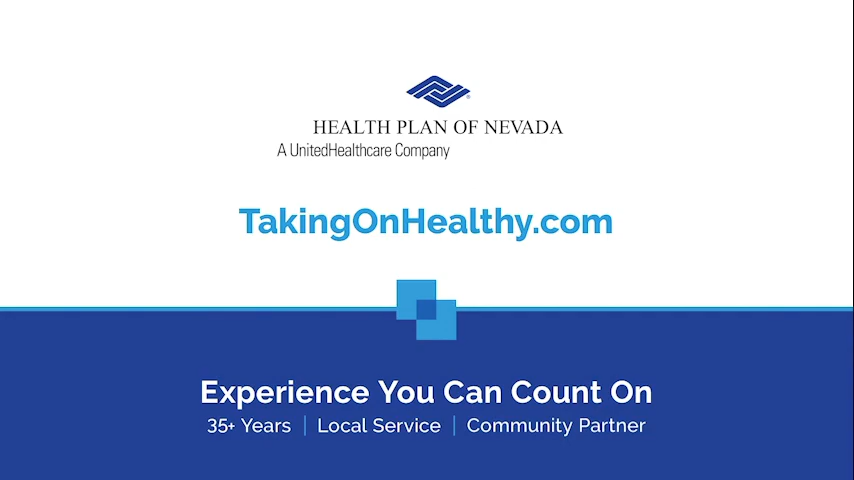 HEALTH PLAN OF NEVADA
A UnitedHealthcare Company
TakingOnHealthy.com
Experience You Can Count On
35+ Years | Local Service | Community Partner